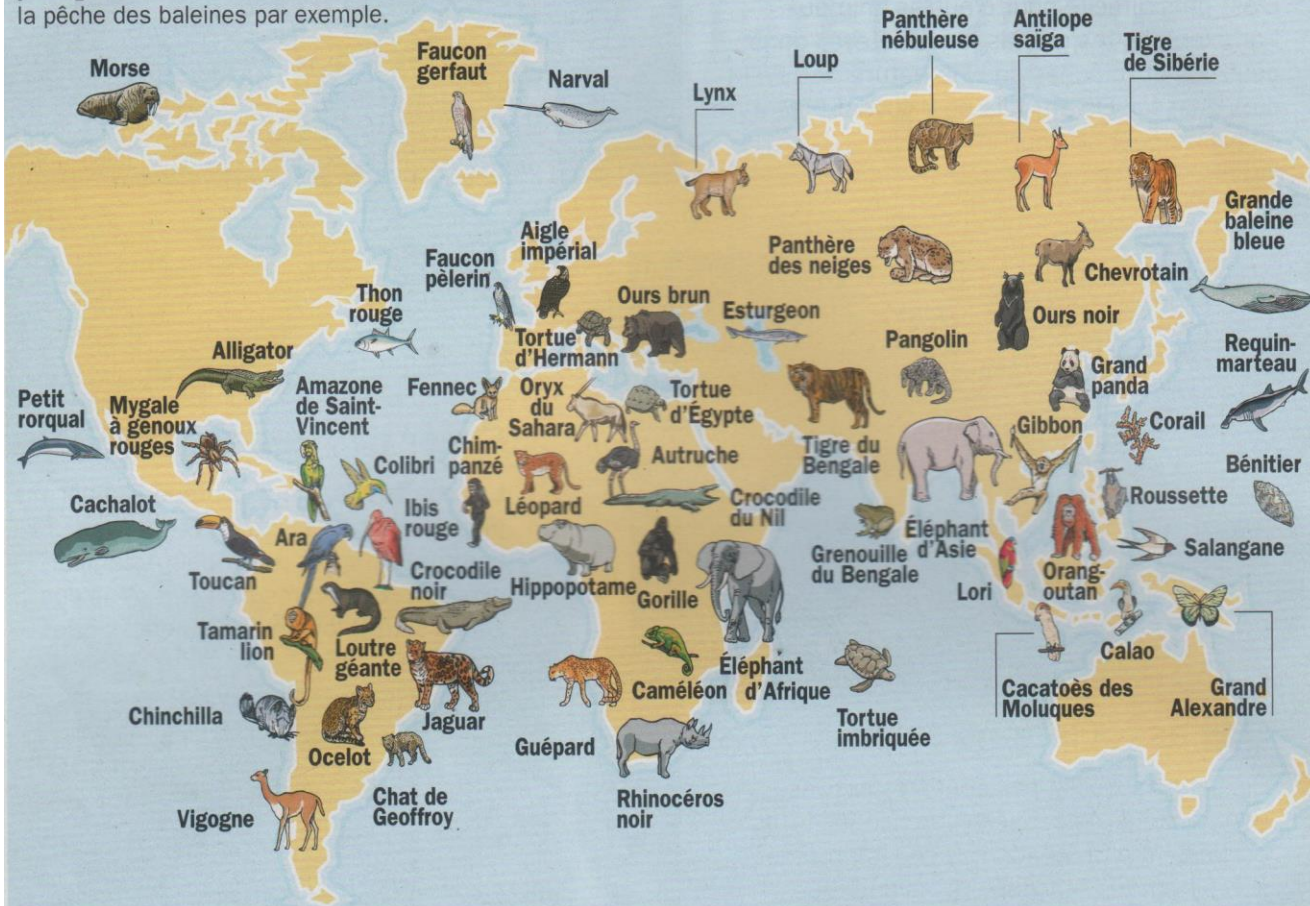 la pêche des baleines par exemple.
Morse
Faucon
gerfaut
Narval
Lynx
Loup
Panthère
nébuleuse
Antilope
saïga
Tigre
de Sibérie
Grande
baleine
bleue
Panthère
des neiges
Chevrotain
Aigle
impérial
Faucon
pèlerin
Thon
rouge
Ours brun
Esturgeon
Ours noir
Tortue
d'Hermann
Pangolin
Requin-
marteau
Alligator
Grand
panda
Petit
rorqual
Mygale
à genoux
rouges
Amazone
de Saint-
Vincent
Fennec
Oryx
du
Sahara
Tortue
d'Égypte
Corail
Gibbon
Colibri
Chim-
panzé
Autruche
Tigre du
Bengale
Bénitier
Cachalot
Ibis
rouge
Léopard
Crocodile
du Nil
Roussette
Ara
Éléphant
d'Asie
Salangane
Toucan
Crocodile
noir
Hippopotame
Gorille
Grenouille
du Bengale
Lori
Orang-
outan
Tamarin
lion
Loutre
géante
Calao
Éléphant
d'Afrique
Caméléon
Cacatoès des
Moluques
Grand
Alexandre
Chinchilla
Jaguar
Tortue
imbriquée
Ocelot
Guépard
Vigogne
Chat de
Geoffroy
Rhinocéros
noir